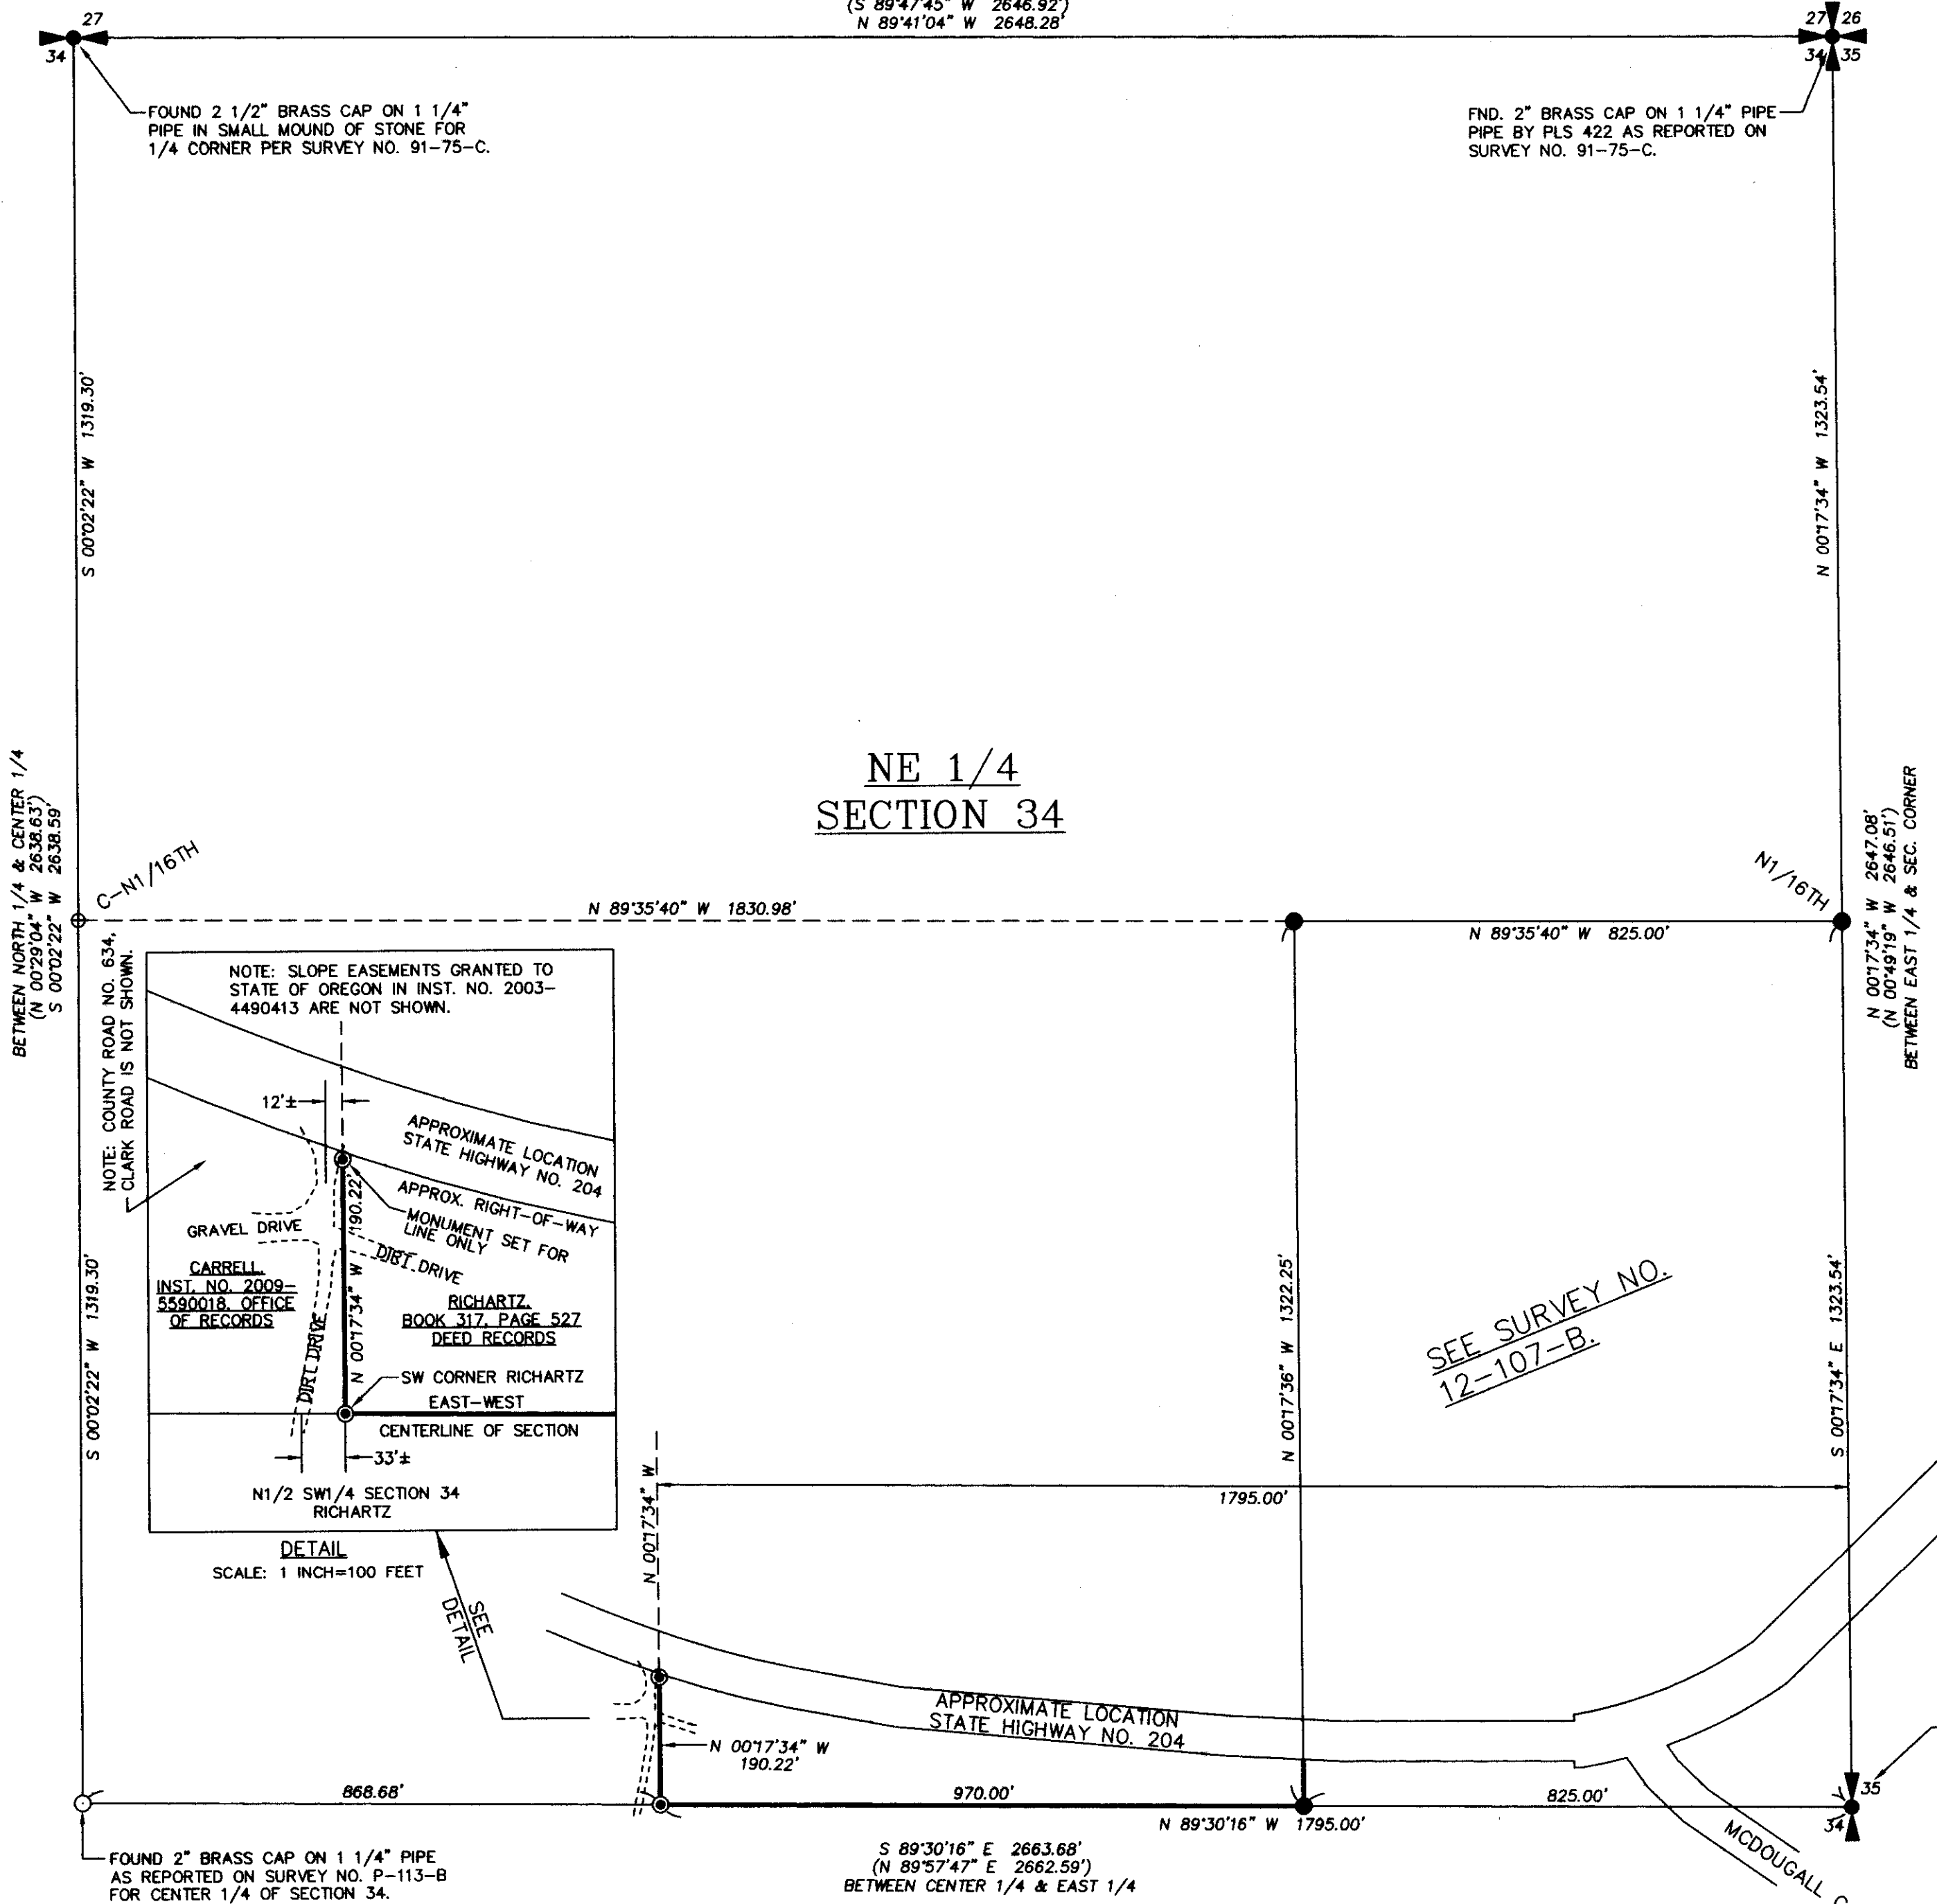 (S 89°47'45" W 2646.92')
N 89°41'04" W 2648.28'
27
34
27 26
34 35
FOUND 2 1/2" BRASS CAP ON 1 1/4"
PIPE IN SMALL MOUND OF STONE FOR
1/4 CORNER PER SURVEY NO. 91-75-C.
FND. 2" BRASS CAP ON 1 1/4" PIPE
PIPE BY PLS 422 AS REPORTED ON
SURVEY NO. 91-75-C.
S 00°02'22" W 1319.30'
N 00°17'34" W 1323.54'
NE 1/4
SECTION 34
BETWEEN NORTH 1/4 & CENTER 1/4
(N 00°29'04" W 2638.63')
S 00°02'22" W 2638.59'
N 00°17'34" W 2647.08'
(N 00°49'19" W 2646.51')
BETWEEN EAST 1/4 & SEC. CORNER
C-N1/16TH
N1/16TH
N 89°35'40" W 1830.98'
N 89°35'40" W 825.00'
NOTE: COUNTY ROAD NO. 634,
CLARK ROAD IS NOT SHOWN.
NOTE: SLOPE EASEMENTS GRANTED TO
STATE OF OREGON IN INST. NO. 2003-
4490413 ARE NOT SHOWN.
12'±
APPROXIMATE LOCATION
STATE HIGHWAY NO. 204
APPROX. RIGHT-OF-WAY
MONUMENT SET FOR
LINE ONLY
190.22'
N 00°17'34" W
GRAVEL DRIVE
DIRT DRIVE
CARRELL.
INST. NO. 2009-
5590018, OFFICE
OF RECORDS
RICHARTZ.
BOOK 317, PAGE 527
DEED RECORDS
DIRT DRIVE
SW CORNER RICHARTZ
EAST-WEST
CENTERLINE OF SECTION
33'±
N1/2 SW1/4 SECTION 34
RICHARTZ
DETAIL
SCALE: 1 INCH=100 FEET
SEE
DETAIL
S 00°02'22" W 1319.30'
N 00°17'34" W
N 00°17'36" W 1322.25'
S 00°17'34" E 1323.54'
SEE SURVEY NO.
12-107-B.
1795.00'
APPROXIMATE LOCATION
STATE HIGHWAY NO. 204
N 00°17'34" W
190.22'
868.68'
970.00'
825.00'
35
34
N 89°30'16" W 1795.00'
MCDOUGALL
S 89°30'16" E 2663.68'
(N 89°57'47" E 2662.59')
BETWEEN CENTER 1/4 & EAST 1/4
FOUND 2" BRASS CAP ON 1 1/4" PIPE
AS REPORTED ON SURVEY NO. P-113-B
FOR CENTER 1/4 OF SECTION 34.